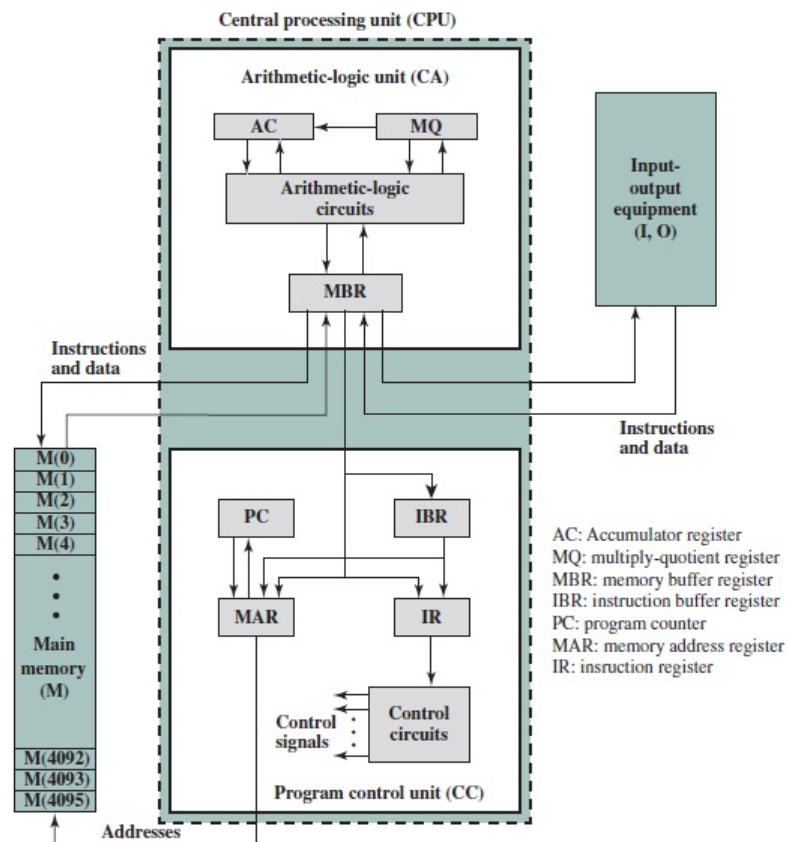 Central processing unit (CPU)
Arithmetic-logic unit (CA)
AC
MQ
Arithmetic-logic
circuits
MBR
Input-
output
equipment
(I, O)
Instructions
and data
Instructions
and data
M(0)
M(1)
M(2)
M(3)
M(4)
Main
memory
(M)
M(4092)
M(4093)
M(4095)
PC
IBR
MAR
IR
Control
signals
Control
circuits
Program control unit (CC)
Addresses
AC: Accumulator register
MQ: multiply-quotient register
MBR: memory buffer register
IBR: instruction buffer register
PC: program counter
MAR: memory address register
IR: insruction register